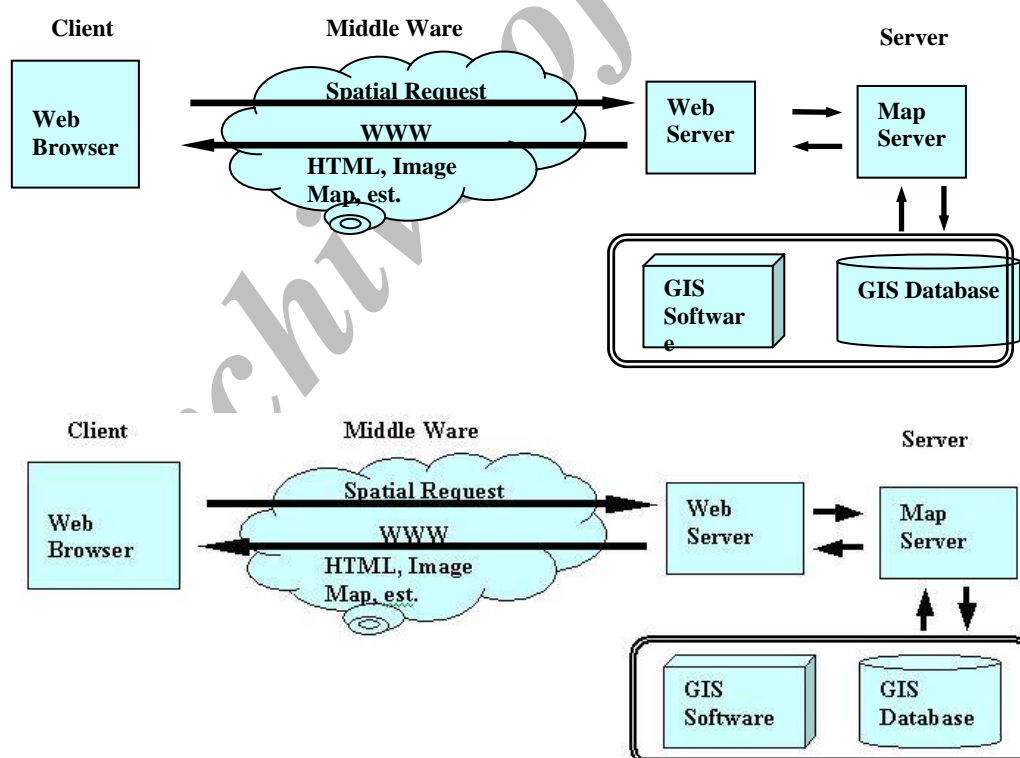 Client
Middle Ware
Server
Web
Browser
Spatial Request
WWW
HTML, Image
Map, est.
Web
Server
Map
Server
GIS
Softwar
e
GIS Database
Client
Middle Ware
Server
Web
Browser
Spatial Request
WWW
HTML, Image
Map, est.
Web
Server
Map
Server
GIS
Software
GIS
Database